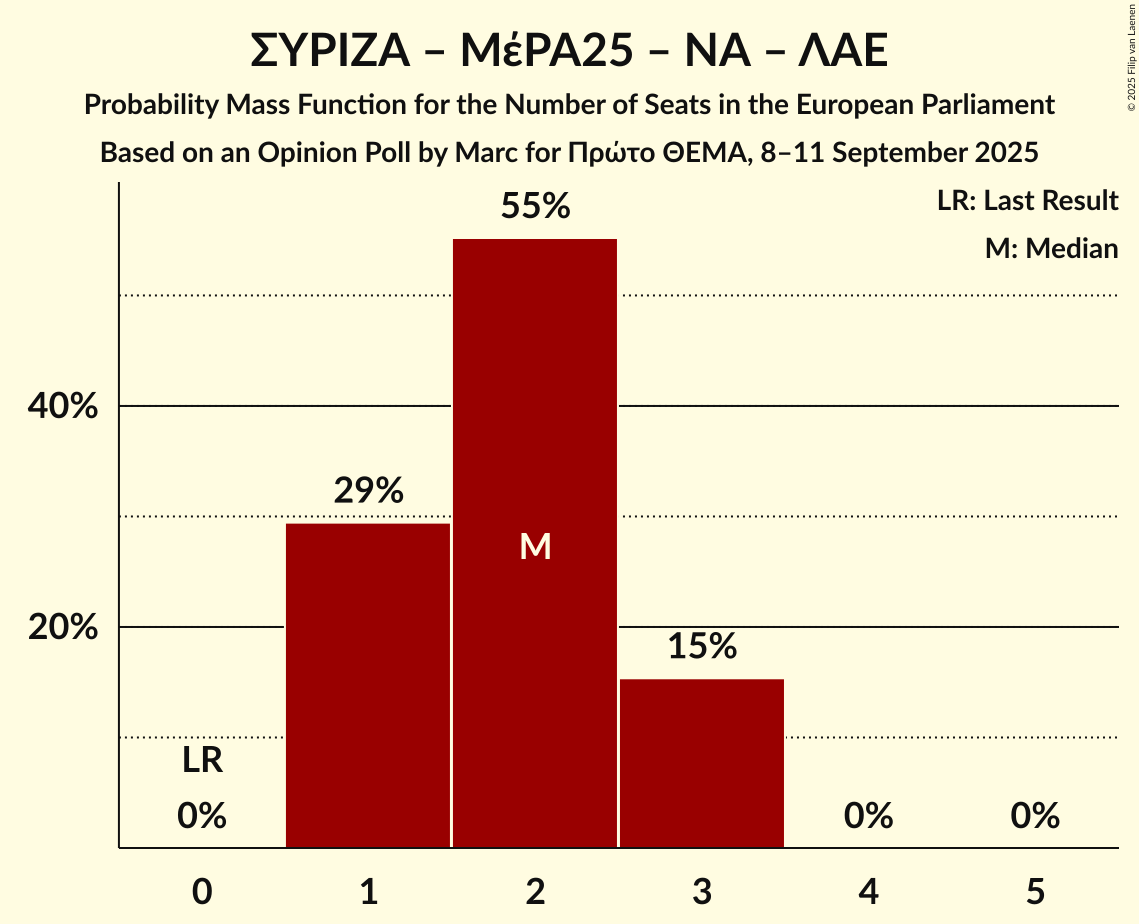 ΣΥΡΙΖΑ – ΜέΡΑ25 – ΝΑ – ΛΑΕ
Probability Mass Function for the Number of Seats in the European Parliament
Based on an Opinion Poll by Marc for Πρώτο ΘΕΜΑ, 8–11 September 2025
© 2025 Filip van Laenen
LR: Last Result
M: Median
55%
40%
29%
M
20%
15%
LR
0%
0%
0%
0 1 2 3 4 5